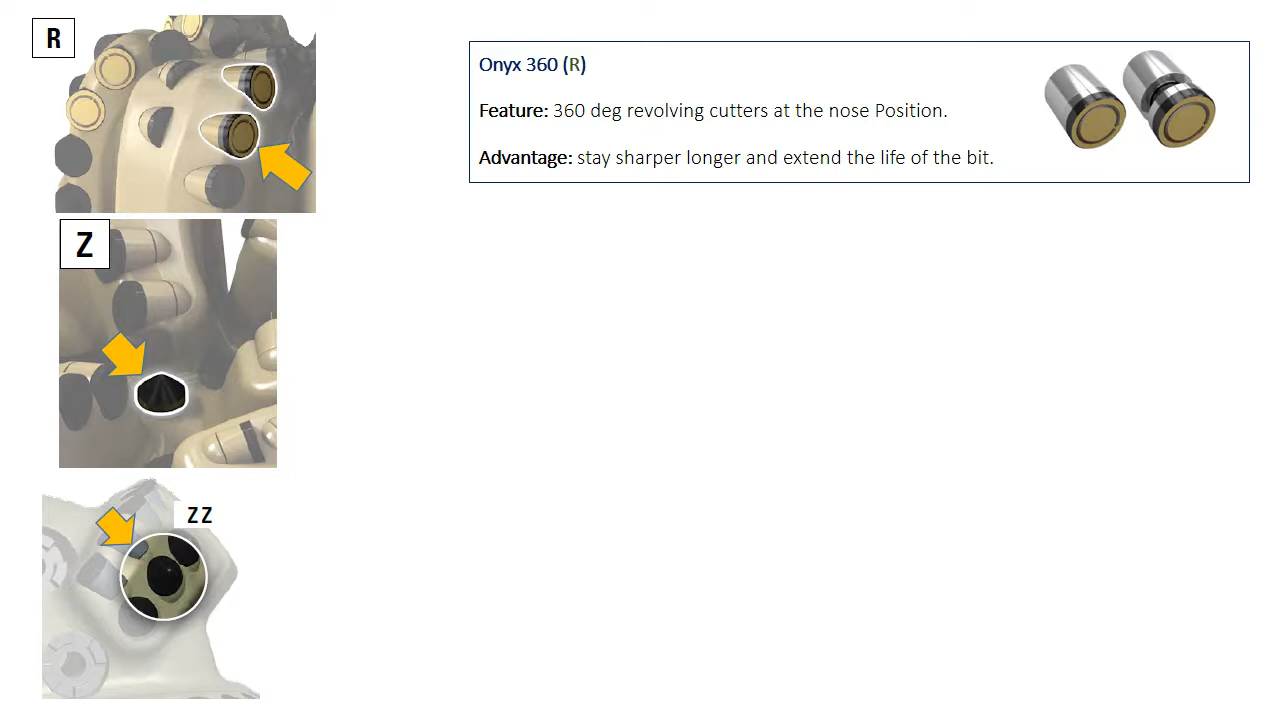 R
Onyx 360 (R)
Feature: 360 deg revolving cutters at the nose Position.
Advantage: stay sharper longer and extend the life of the bit.
Z
ZZ